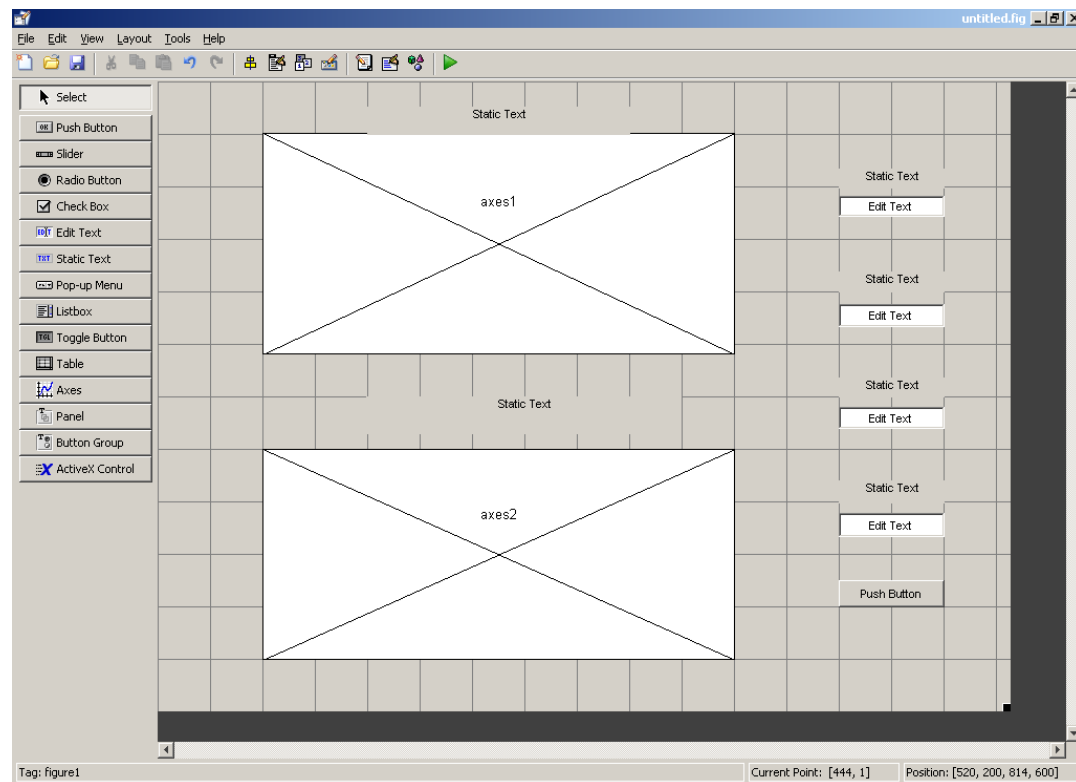 untitled.fig
File Edit View Layout Tools Help
Select
Push Button
Slider
Radio Button
Check Box
Edit Text
Static Text
Pop-up Menu
Listbox
Toggle Button
Table
Axes
Panel
Button Group
ActiveX Control
Static Text
axes1
Static Text
axes2
Static Text
Edit Text
Static Text
Edit Text
Static Text
Edit Text
Static Text
Edit Text
Push Button
Tag: figure1 Current Point: [444, 1] Position: [520, 200, 814, 600]